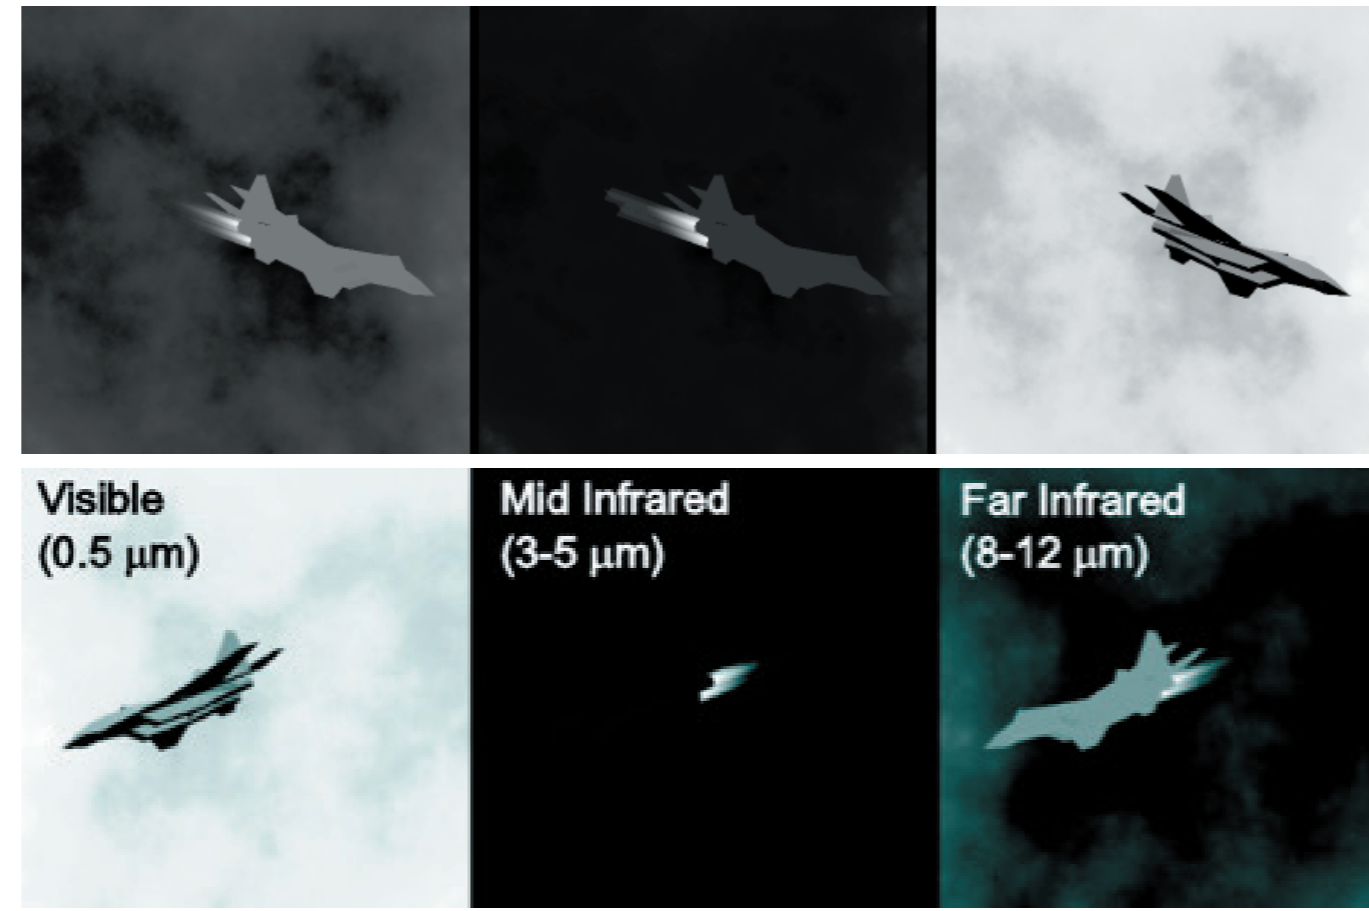 Visible
(0.5 μm)
Mid Infrared
(3-5 μm)
Far Infrared
(8-12 μm)